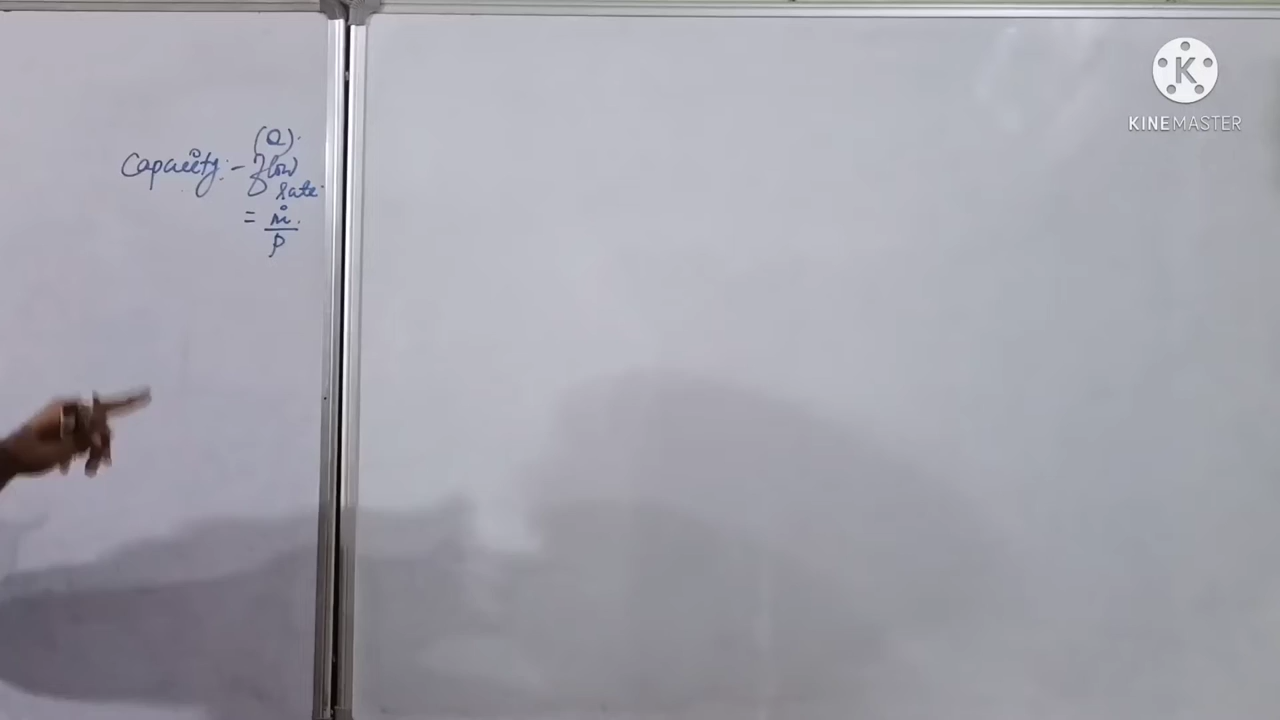 (Q).
Capacity:- flow
rate.
= ṁ.
ρ
K
KINEMASTER